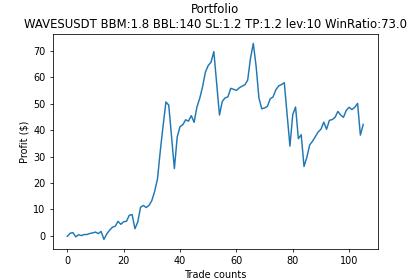 Portfolio
WAVESUSDT BBM:1.8 BBL:140 SL:1.2 TP:1.2 lev:10 WinRatio:73.0
Profit ($)
70
60
50
40
30
20
10
0
0 20 40 60 80 100
Trade counts